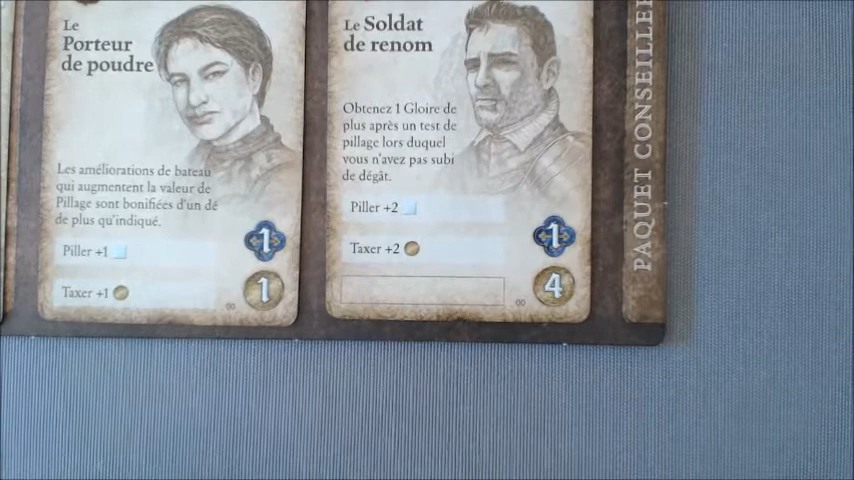 Le
Porteur
de poudre
Les améliorations de bateau
qui augmentent la valeur de
Pillage sont bonifiées d'un dé
de plus qu'indiqué.
Piller +1
1
Taxer +1
1
Le Soldat
de renom
Obtenez 1 Gloire de
plus après un test de
pillage lors duquel
vous n'avez pas subi
de dégât.
Piller +2
1
Taxer +2
4
PAQUET CONSEILLER